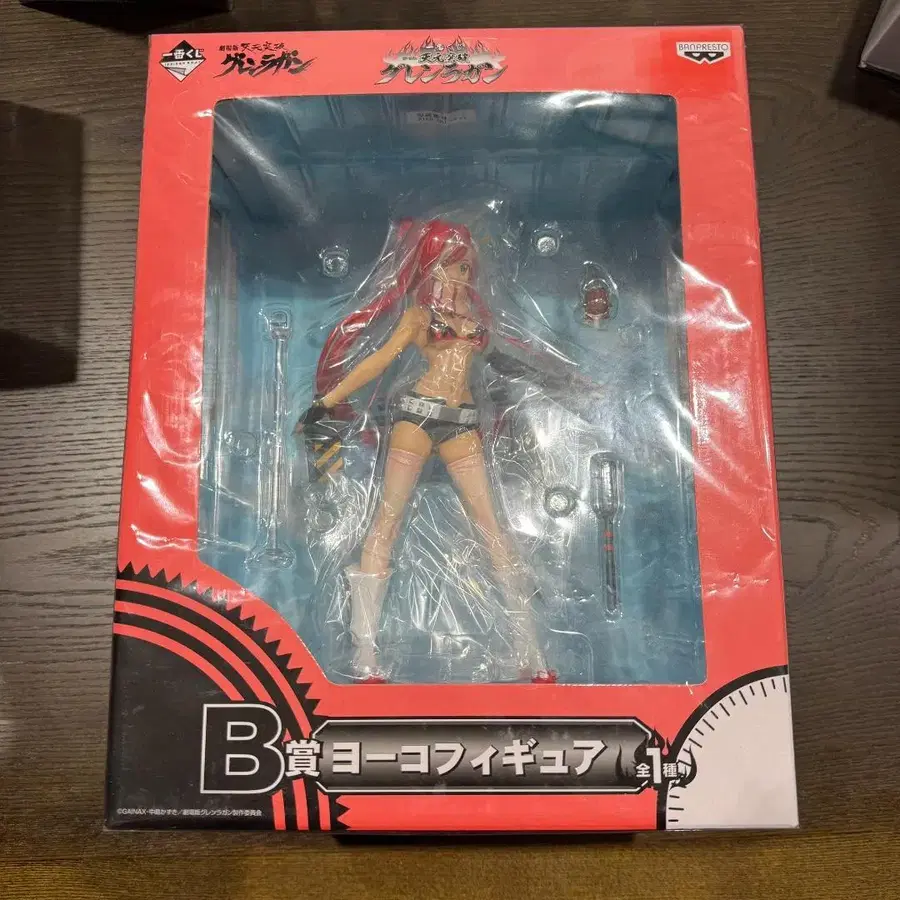 一番くじ
劇場版 天元突破
グレンラガン
劇場版 天元突破
グレンラガン
BANPRESTO
B賞 ヨーコフィギュア 全1種
©GAINAX・中島かずき/劇場版グレンラガン製作委員会